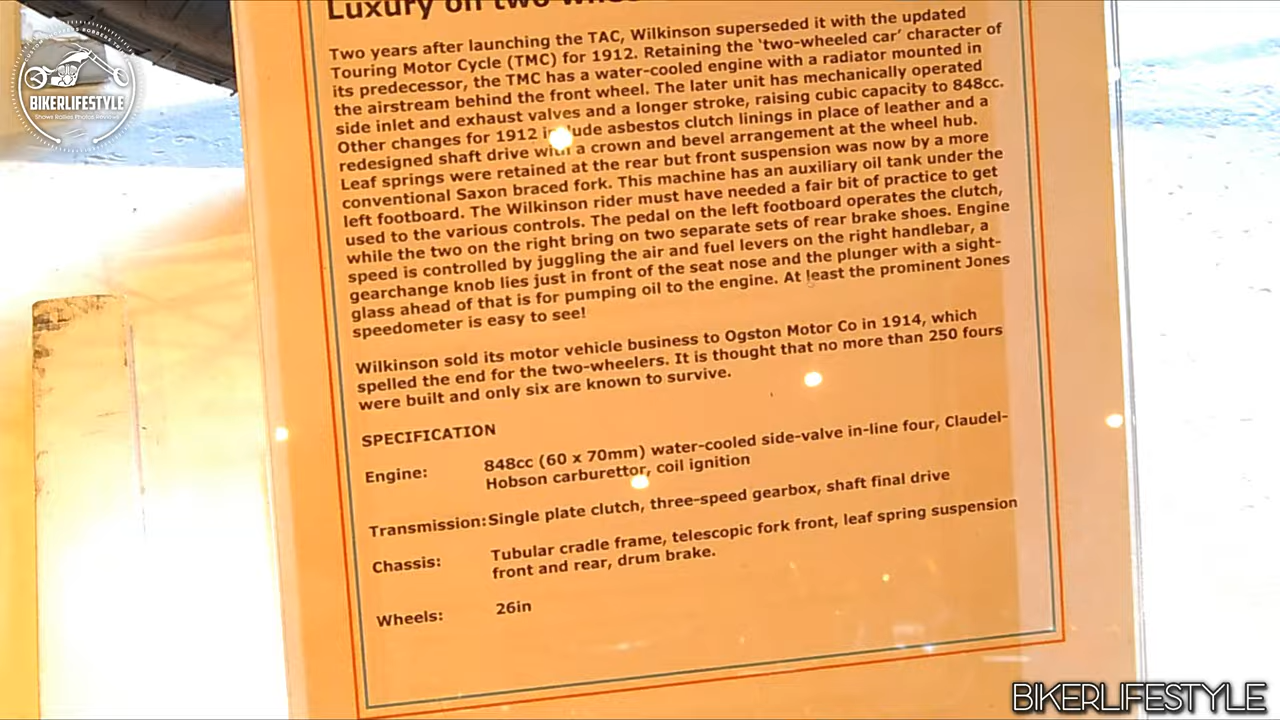 Luxury on two
Two years after launching the TAC, Wilkinson superseded it with the updated
Touring Motor Cycle (TMC) for 1912. Retaining the 'two-wheeled car' character of
its predecessor, the TMC has a water-cooled engine with a radiator mounted in
the airstream behind the front wheel. The later unit has mechanically operated
side inlet and exhaust valves and a longer stroke, raising cubic capacity to 848cc.
Other changes for 1912 include asbestos clutch linings in place of leather and a
redesigned shaft drive with a crown and bevel arrangement at the wheel hub.
Leaf springs were retained at the rear but front suspension was now by a more
conventional Saxon braced fork. This machine has an auxiliary oil tank under the
left footboard. The Wilkinson rider must have needed a fair bit of practice to get
used to the various controls. The pedal on the left footboard operates the clutch,
while the two on the right bring on two separate sets of rear brake shoes. Engine
speed is controlled by juggling the air and fuel levers on the right handlebar, a
gearchange knob lies just in front of the seat nose and the plunger with a sight-
glass ahead of that is for pumping oil to the engine. At least the prominent Jones
speedometer is easy to see!
Wilkinson sold its motor vehicle business to Ogston Motor Co in 1914, which
spelled the end for the two-wheelers. It is thought that no more than 250 fours
were built and only six are known to survive.
SPECIFICATION
Engine: 848cc (60 x 70mm) water-cooled side-valve in-line four, Claudel-
Hobson carburettor, coil ignition
Transmission: Single plate clutch, three-speed gearbox, shaft final drive
Chassis: Tubular cradle frame, telescopic fork front, leaf spring suspension
front and rear, drum brake.
Wheels: 26in
BIKERLIFESTYLE
Shows Rallies Photos Reviews
BIKERLIFESTYLE